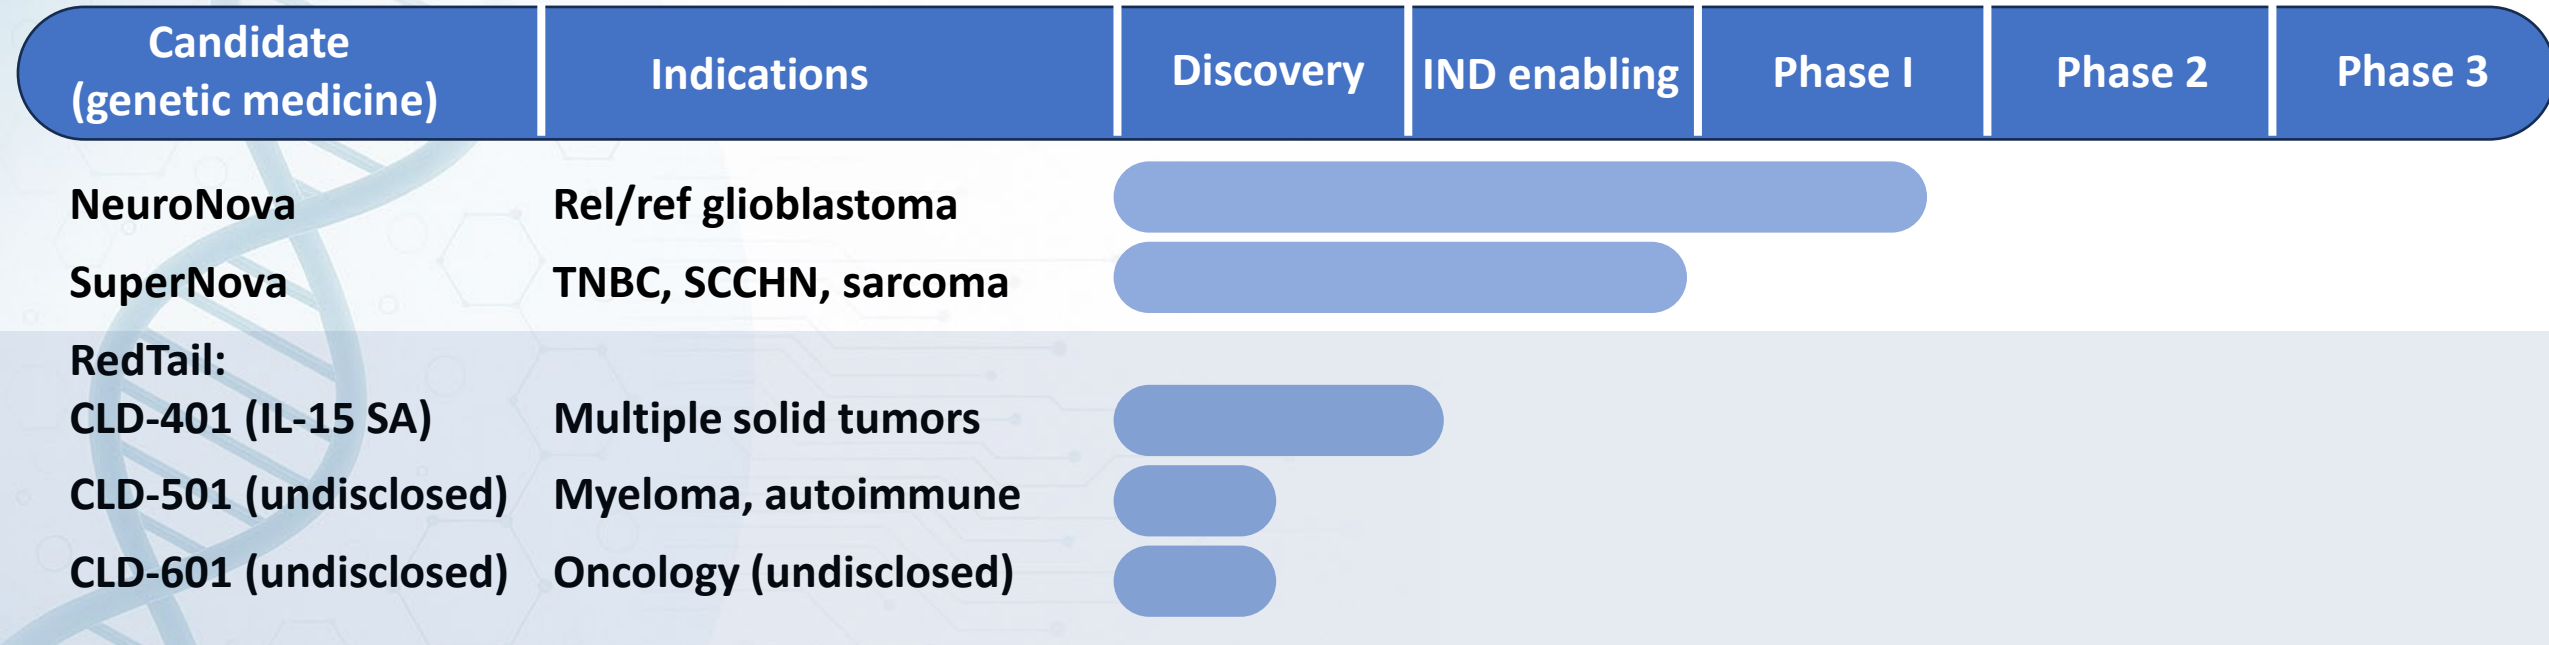 Candidate
(genetic medicine)
Indications
Discovery
IND enabling
Phase I
Phase 2
Phase 3
NeuroNova
Rel/ref glioblastoma
SuperNova
TNBC, SCCHN, sarcoma
RedTail:
CLD-401 (IL-15 SA)
Multiple solid tumors
CLD-501 (undisclosed)
Myeloma, autoimmune
CLD-601 (undisclosed)
Oncology (undisclosed)